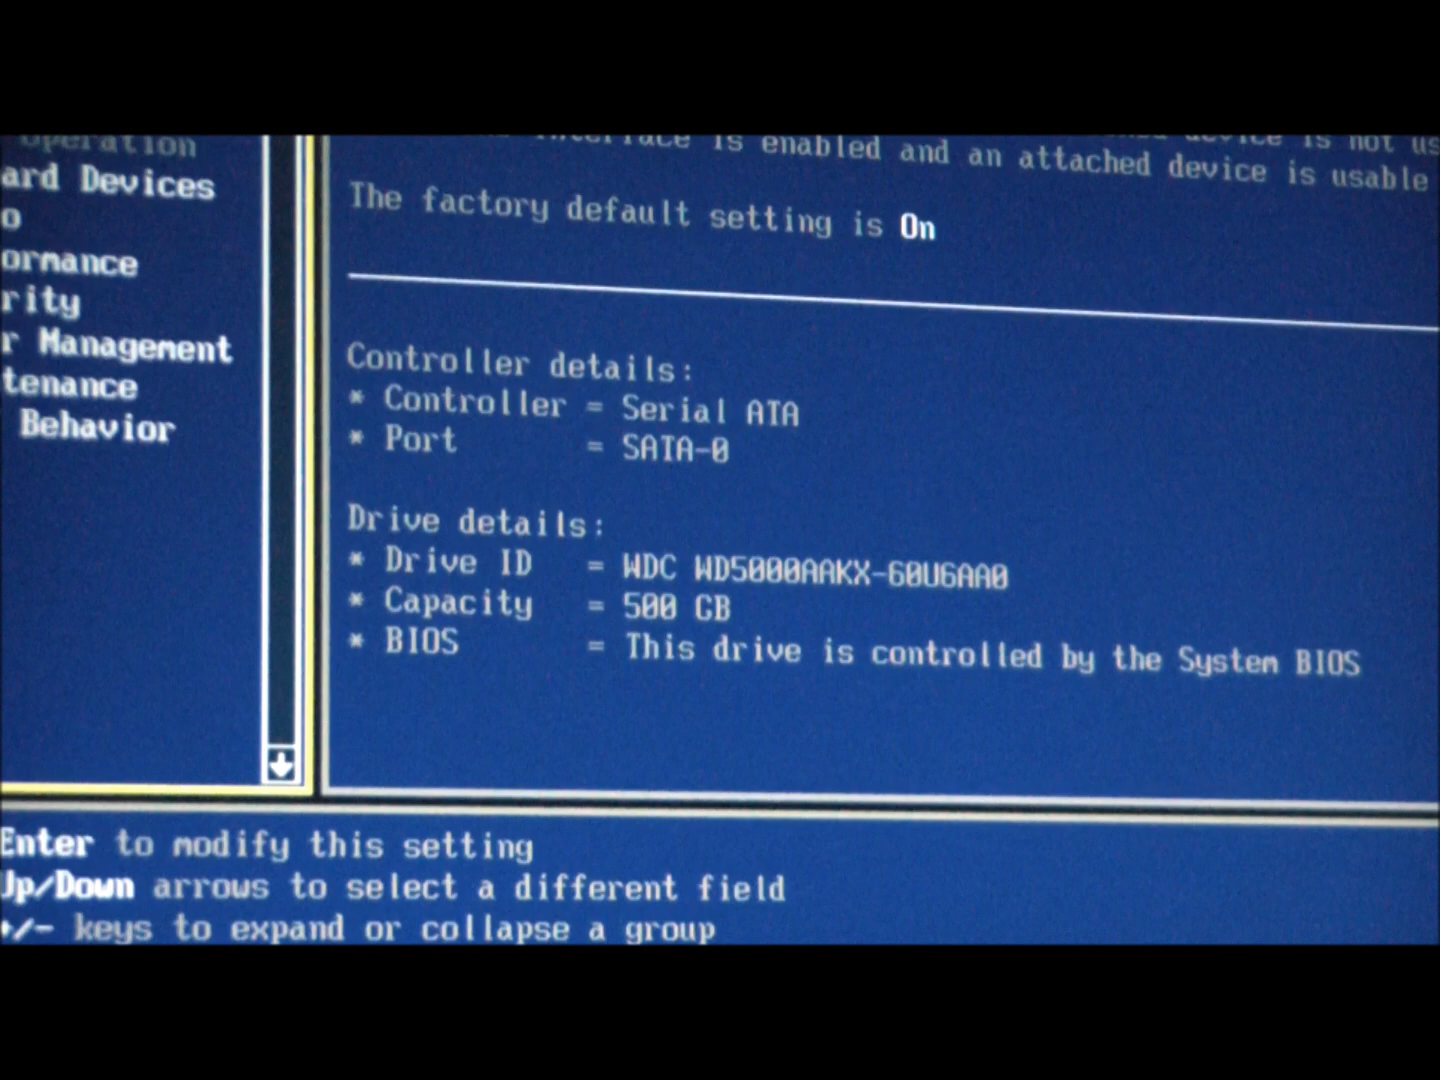 Operation
ard Devices
o
ormance
rity
r Management
tenance
Behavior
interface is enabled and an attached device is usable
The factory default setting is On
Controller details:
* Controller = Serial ATA
* Port = SATA-0
Drive details:
* Drive ID = WDC WD5000AAKX-60U6AA0
* Capacity = 500 GB
* BIOS = This drive is controlled by the System BIOS
Enter to modify this setting
Up/Down arrows to select a different field
+/- keys to expand or collapse a group